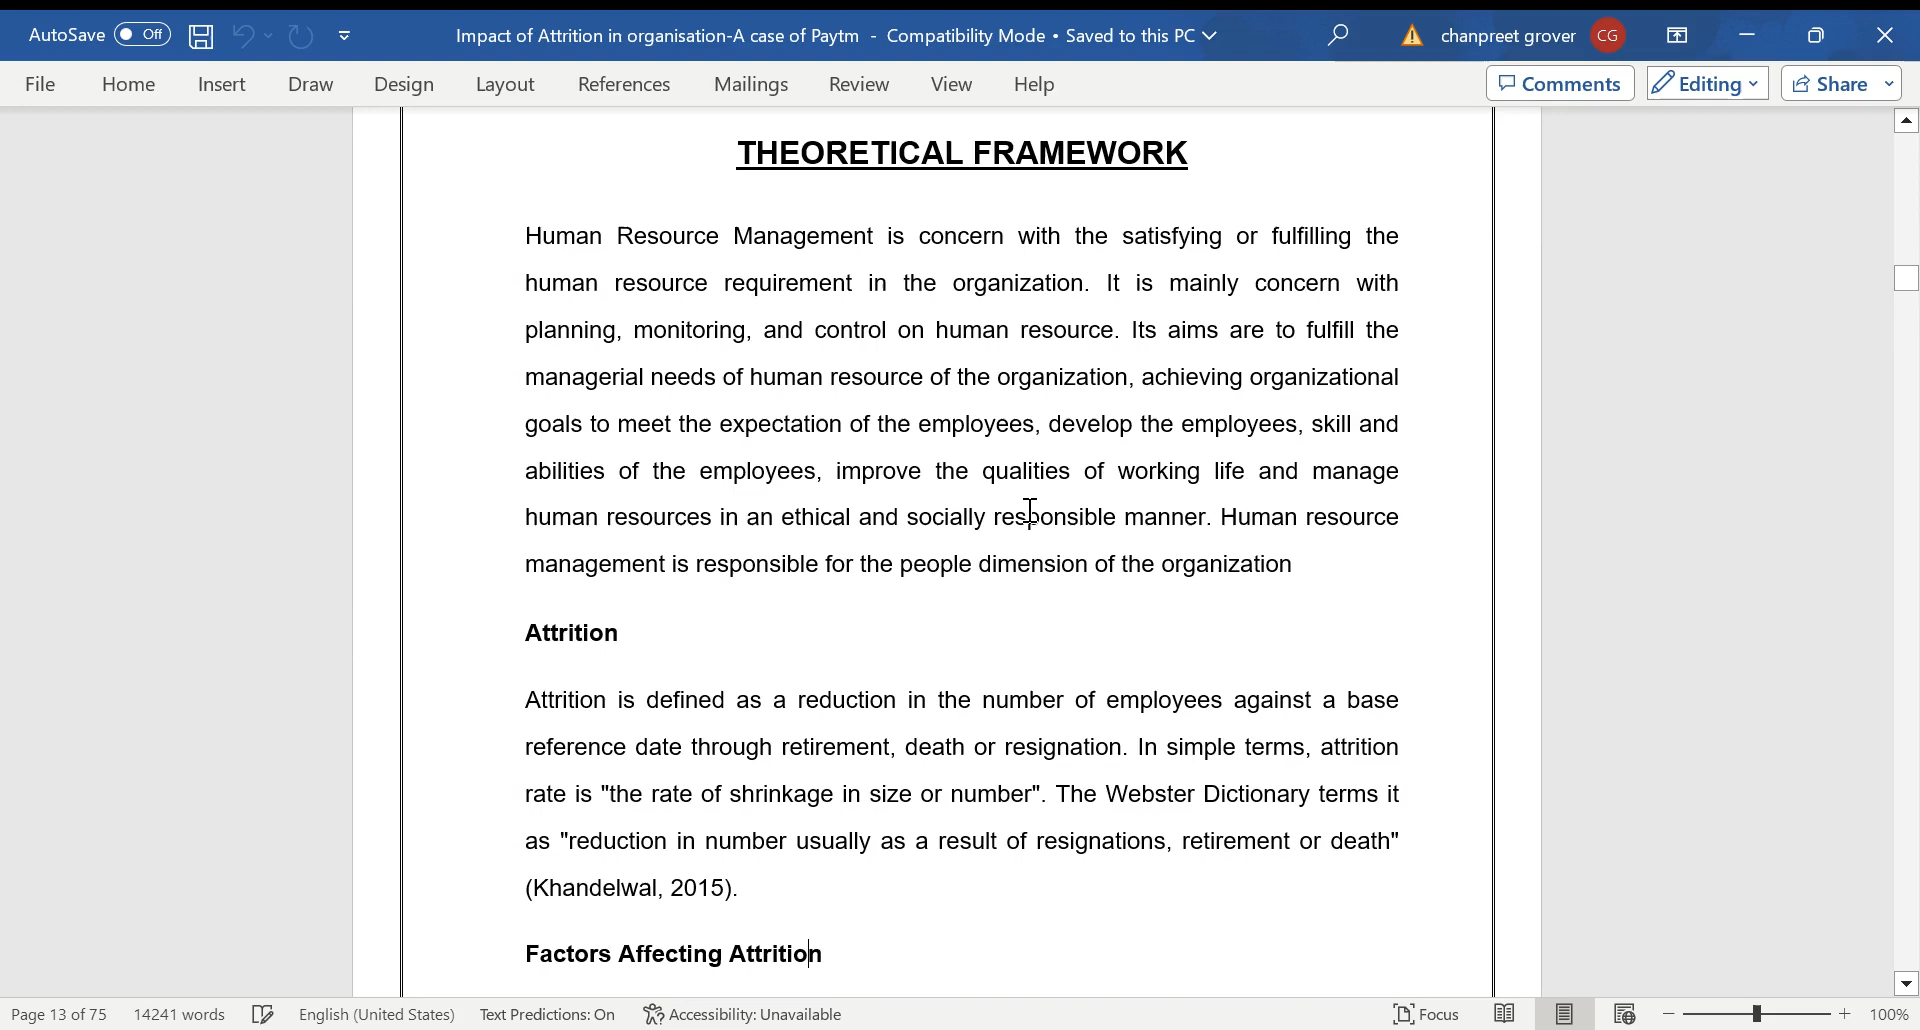 AutoSave Off Impact of Attrition in organisation-A case of Paytm - Compatibility Mode • Saved to this PC chanpreet grover CG
File Home Insert Draw Design Layout References Mailings Review View Help Comments Editing Share
THEORETICAL FRAMEWORK
Human Resource Management is concern with the satisfying or fulfilling the
human resource requirement in the organization. It is mainly concern with
planning, monitoring, and control on human resource. Its aims are to fulfill the
managerial needs of human resource of the organization, achieving organizational
goals to meet the expectation of the employees, develop the employees, skill and
abilities of the employees, improve the qualities of working life and manage
human resources in an ethical and socially responsible manner. Human resource
management is responsible for the people dimension of the organization
Attrition
Attrition is defined as a reduction in the number of employees against a base
reference date through retirement, death or resignation. In simple terms, attrition
rate is "the rate of shrinkage in size or number". The Webster Dictionary terms it
as "reduction in number usually as a result of resignations, retirement or death"
(Khandelwal, 2015).
Factors Affecting Attrition
Page 13 of 75 14241 words English (United States) Text Predictions: On Accessibility: Unavailable Focus 100%